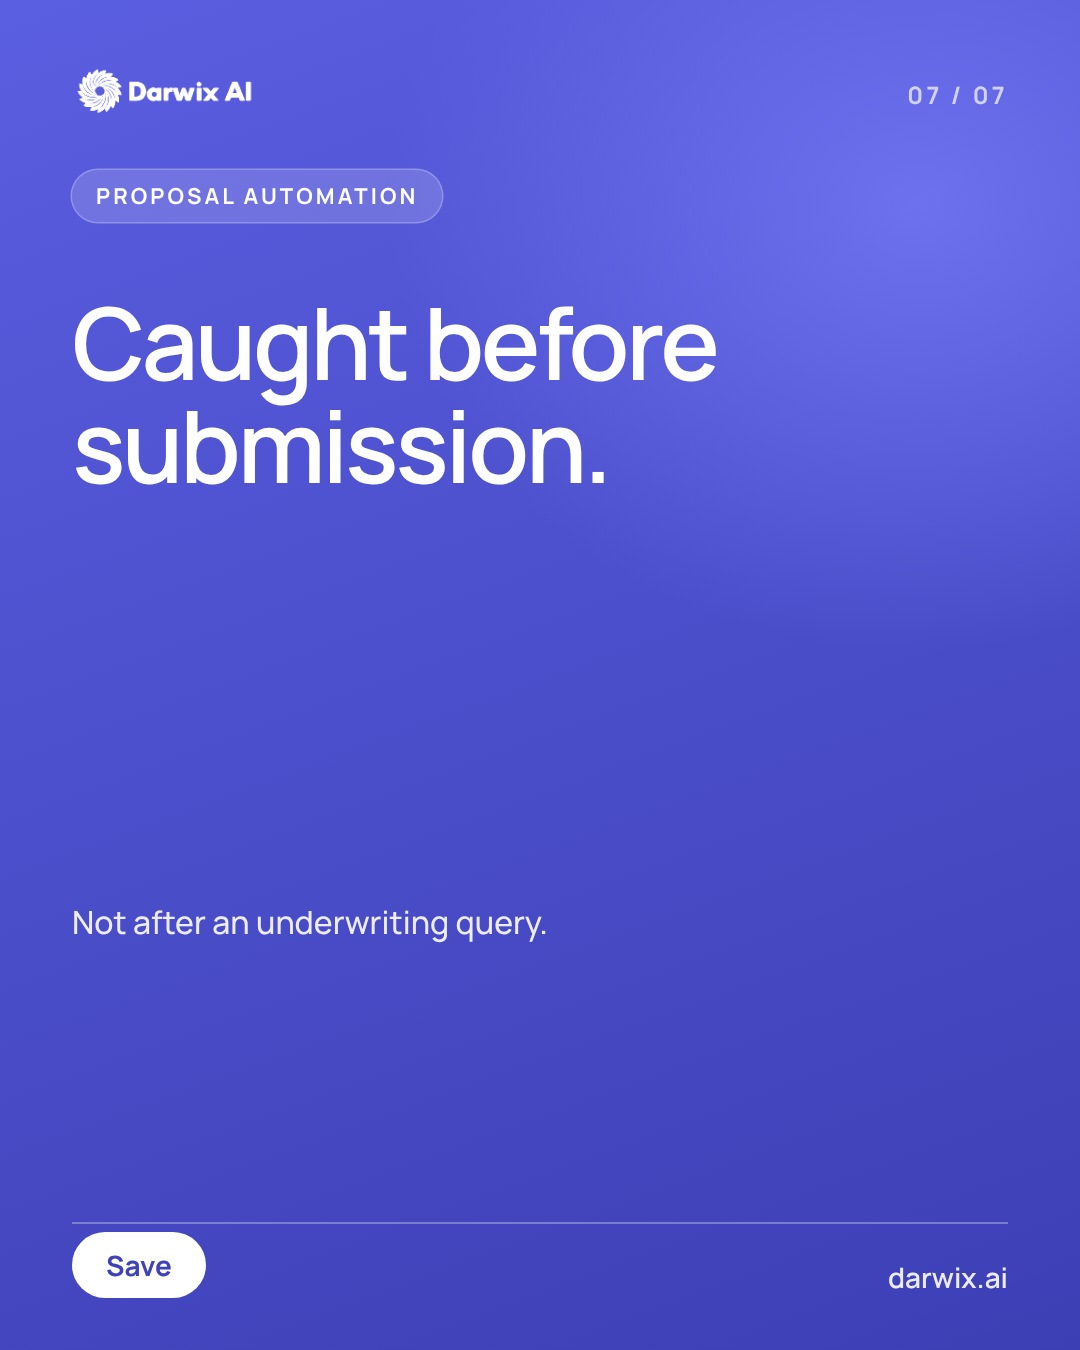 Darwix AI
07 / 07
PROPOSAL AUTOMATION
Caught before
submission.
Not after an underwriting query.
Save
darwix.ai